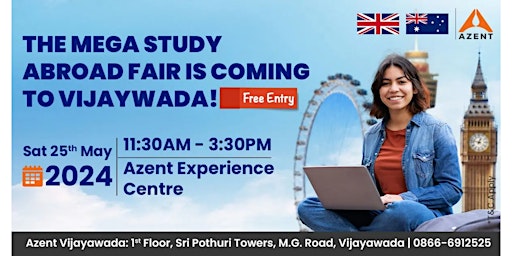 AZENT
THE MEGA STUDY
ABROAD FAIR IS COMING
TO VIJAYWADA!
Free Entry
Sat 25th May
2024
11:30AM - 3:30PM
Azent Experience
Centre
T&C Apply
Azent Vijayawada: 1st Floor, Sri Pothuri Towers, M.G. Road, Vijayawada | 0866-6912525